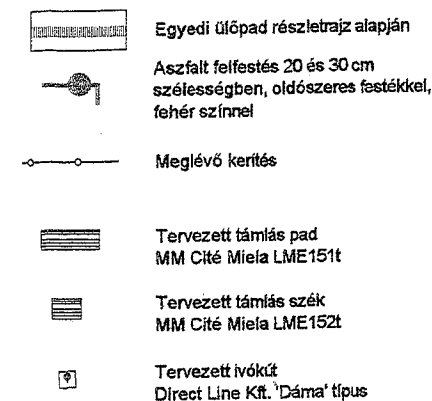 Egyedi ülőpad részletrajz alapján
Aszfalt felfestés 20 és 30 cm
szélességben, oldószeres festékkel,
fehér színnel
Meglévő kerítés
Tervezett támlás pad
MM Cité Miela LME151t
Tervezett támlás szék
MM Cité Miela LME152t
Tervezett ivókút
Direct Line Kft. 'Dáma' típus